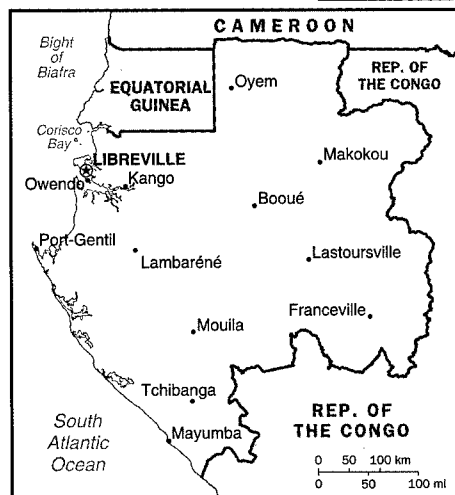 CAMEROON
Bight
of
Biafra
EQUATORIAL
GUINEA
Oyem
REP. OF
THE CONGO
Corisco
Bay
LIBREVILLE
Owendo
Kango
Makokou
Booué
Port-Gentil
Lambaréné
Lastoursville
Mouila
Franceville
Tchibanga
Mayumba
South
Atlantic
Ocean
REP. OF
THE CONGO
0 50 100 km
0 50 100 mi